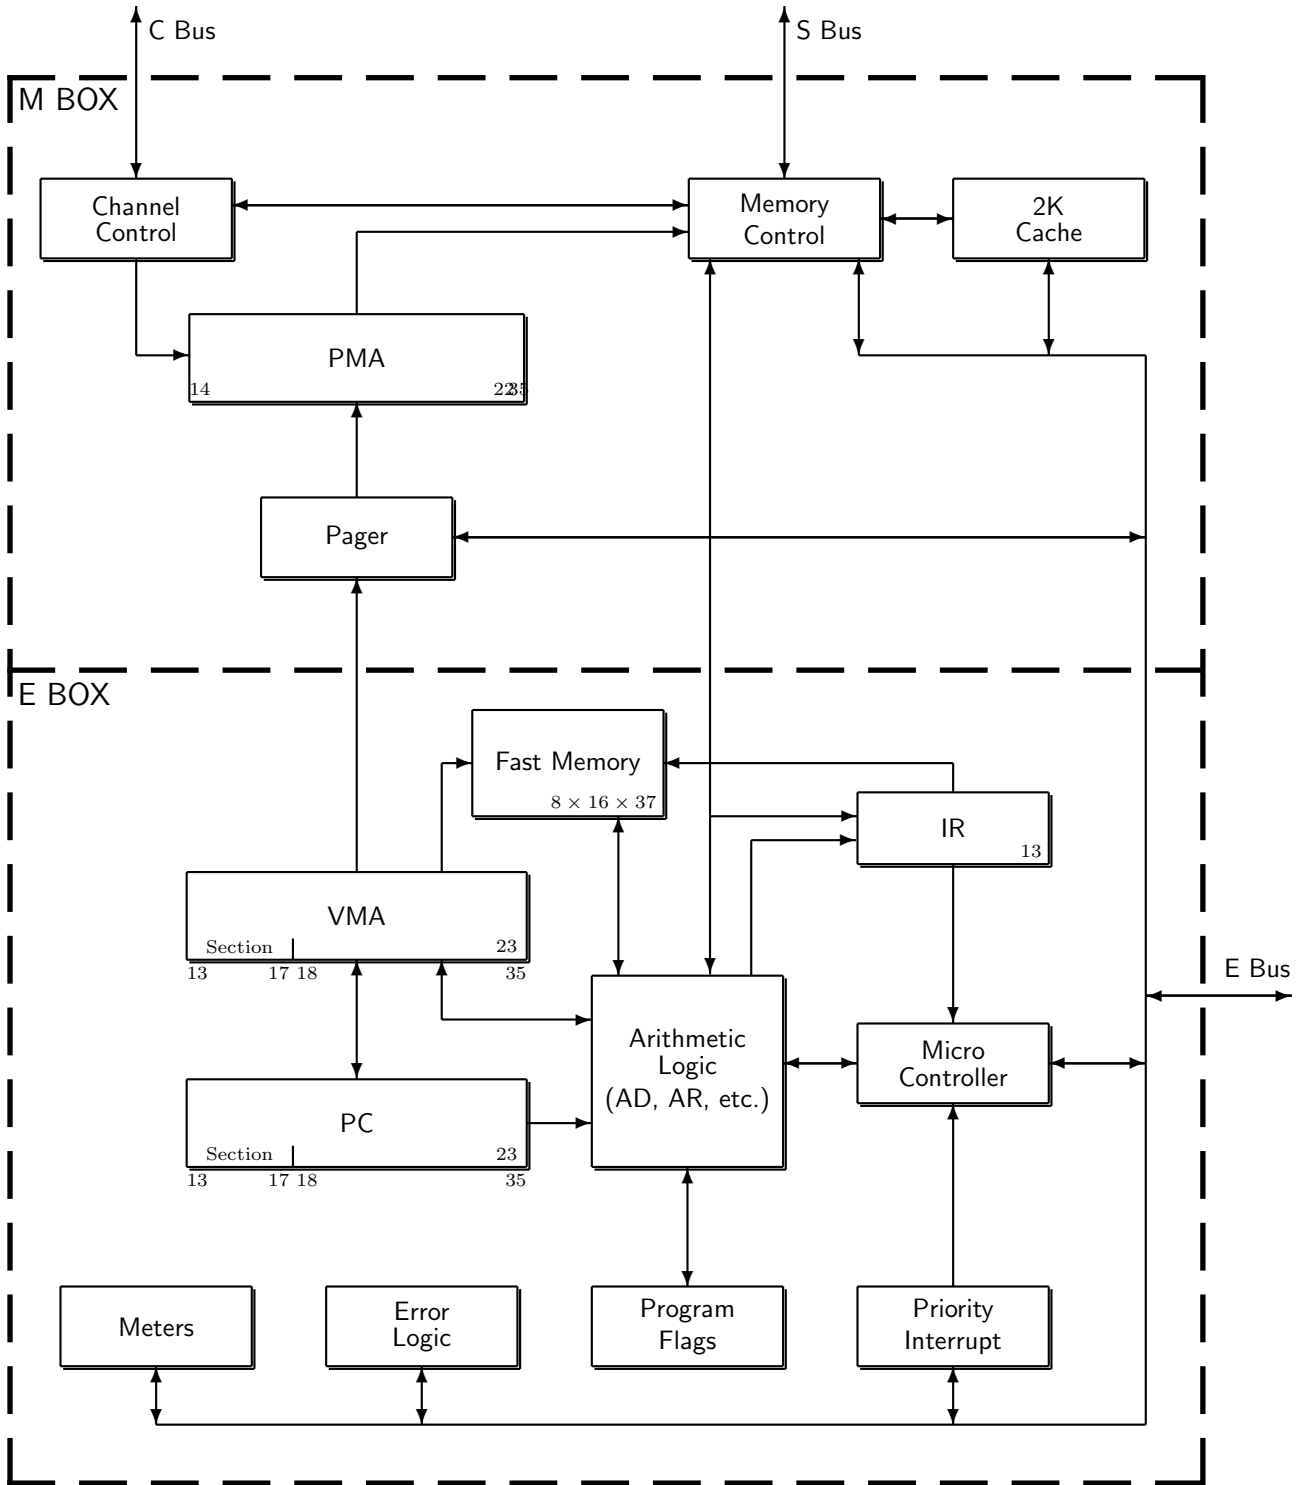 C Bus
S Bus
M BOX
Channel
Control
Memory
Control
2K
Cache
PMA
14 22 35
Pager
E BOX
Fast Memory
8 × 16 × 37
IR
13
VMA
Section 23
13 17 18 35
E Bus
Arithmetic
Logic
(AD, AR, etc.)
Micro
Controller
PC
Section 23
13 17 18 35
Meters
Error
Logic
Program
Flags
Priority
Interrupt